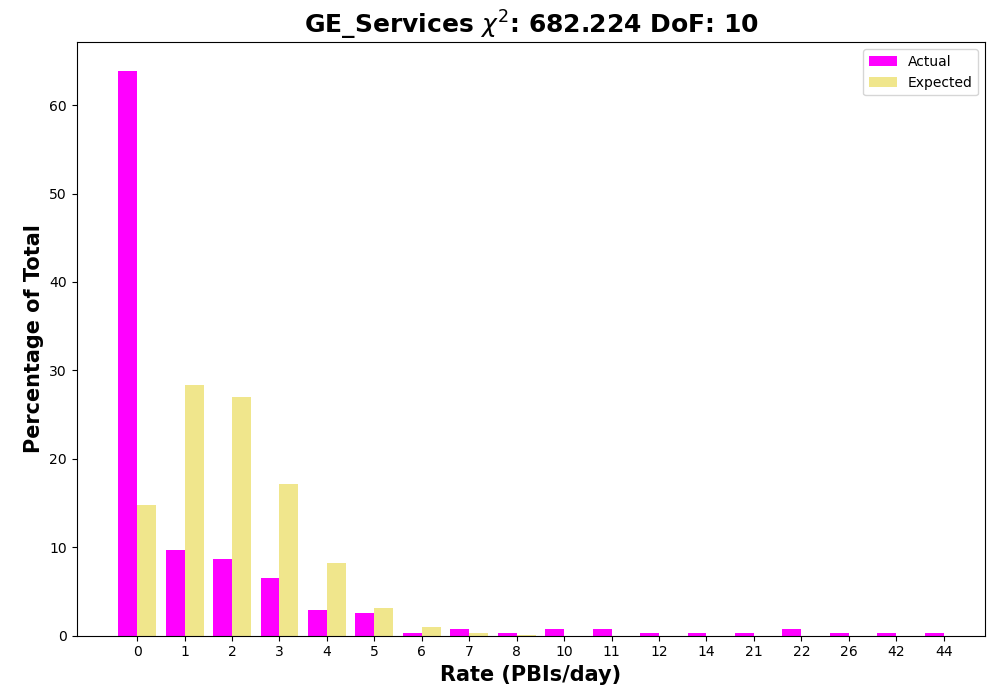 GE_Services χ²: 682.224 DoF: 10
Actual
Expected
Percentage of Total
60
50
40
30
20
10
0
0 1 2 3 4 5 6 7 8 10 11 12 14 21 22 26 42 44
Rate (PBIs/day)